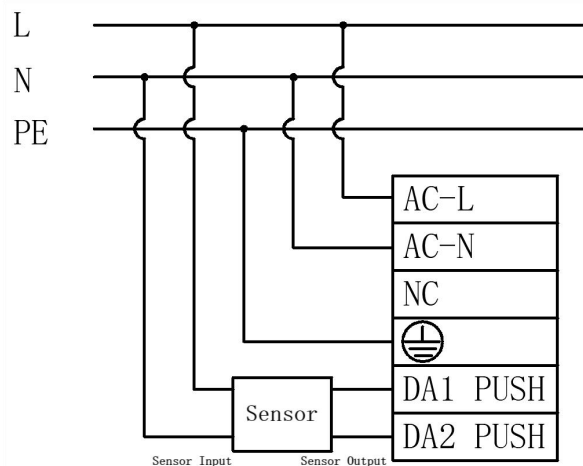 L
N
PE
AC-L
AC-N
NC
DA1 PUSH
Sensor
DA2 PUSH
Sensor Input
Sensor Output